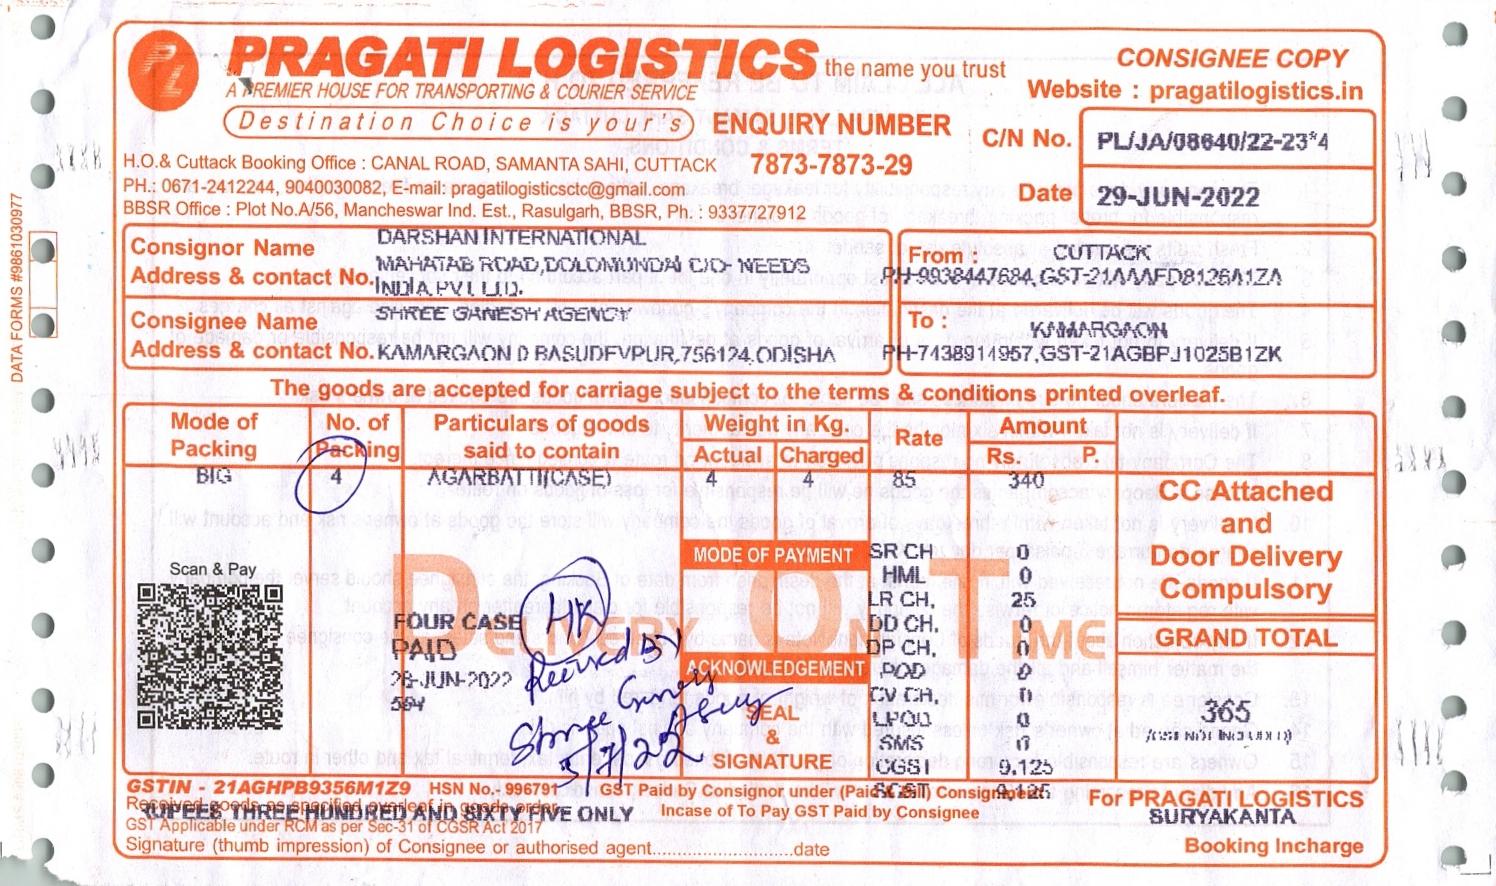 PRAGATI LOGISTICS the name you trust
A PREMIER HOUSE FOR TRANSPORTING & COURIER SERVICE
Destination Choice is your's
ENQUIRY NUMBER
7873-7873-29
CONSIGNEE COPY
Website : pragatilogistics.in
C/N No. PL/JA/08640/22-23*4
Date 29-JUN-2022
H.O.& Cuttack Booking Office : CANAL ROAD, SAMANTA SAHI, CUTTACK
PH.: 0671-2412244, 9040030082, E-mail: pragatilogisticsctc@gmail.com
BBSR Office : Plot No.A/56, Mancheswar Ind. Est., Rasulgarh, BBSR, Ph. : 9337727912
DATA FORMS #9861030977
Consignor Name DARSHAN INTERNATIONAL
Address & contact No. MAHATAB ROAD,DOLOMUNDAI C/O- NEEDS
INDIA PVT. LTD.
From : CUTTACK
PH-9938447684,GST-21AAAFD8126A1ZA
Consignee Name SHREE GANESH AGENCY
Address & contact No. KAMARGAON D BASUDEVPUR,756124,ODISHA
To : KAMARGAON
PH-7438914957,GST-21AGBPJ1025B1ZK
The goods are accepted for carriage subject to the terms & conditions printed overleaf.
Mode of Packing No. of Packing Particulars of goods said to contain Weight in Kg. Actual Charged Rate Amount Rs. P.
BIG 4 AGARBATTI(CASE) 4 4 85 340
CC Attached
and
Door Delivery
Compulsory
MODE OF PAYMENT
SR CH 0
HML 0
LR CH. 25
DD CH. 0
DP CH. 0
POD 0
CV CH. 0
LPOD 0
SMS 0
CGST 9.125
SGST 9.125
Scan & Pay
DELIVERY ON TIME
FOUR CASE
PAID
28-JUN-2022
594
Received By
Shree Ganesh Agency
5/7/22
ACKNOWLEDGEMENT
SEAL
&
SIGNATURE
GRAND TOTAL
365
(GST NOT INCLUDED)
GSTIN - 21AGHPB9356M1Z9 HSN No.- 996791 GST Paid by Consignor under (Paid & Bill) Consignment
Received goods as specified overleaf in goods order
RUPEES THREE HUNDRED AND SIXTY FIVE ONLY
Incase of To Pay GST Paid by Consignee
GST Applicable under RCM as per Sec-31 of CGSR Act 2017
Signature (thumb impression) of Consignee or authorised agent..............................date
For PRAGATI LOGISTICS
SURYAKANTA
Booking Incharge